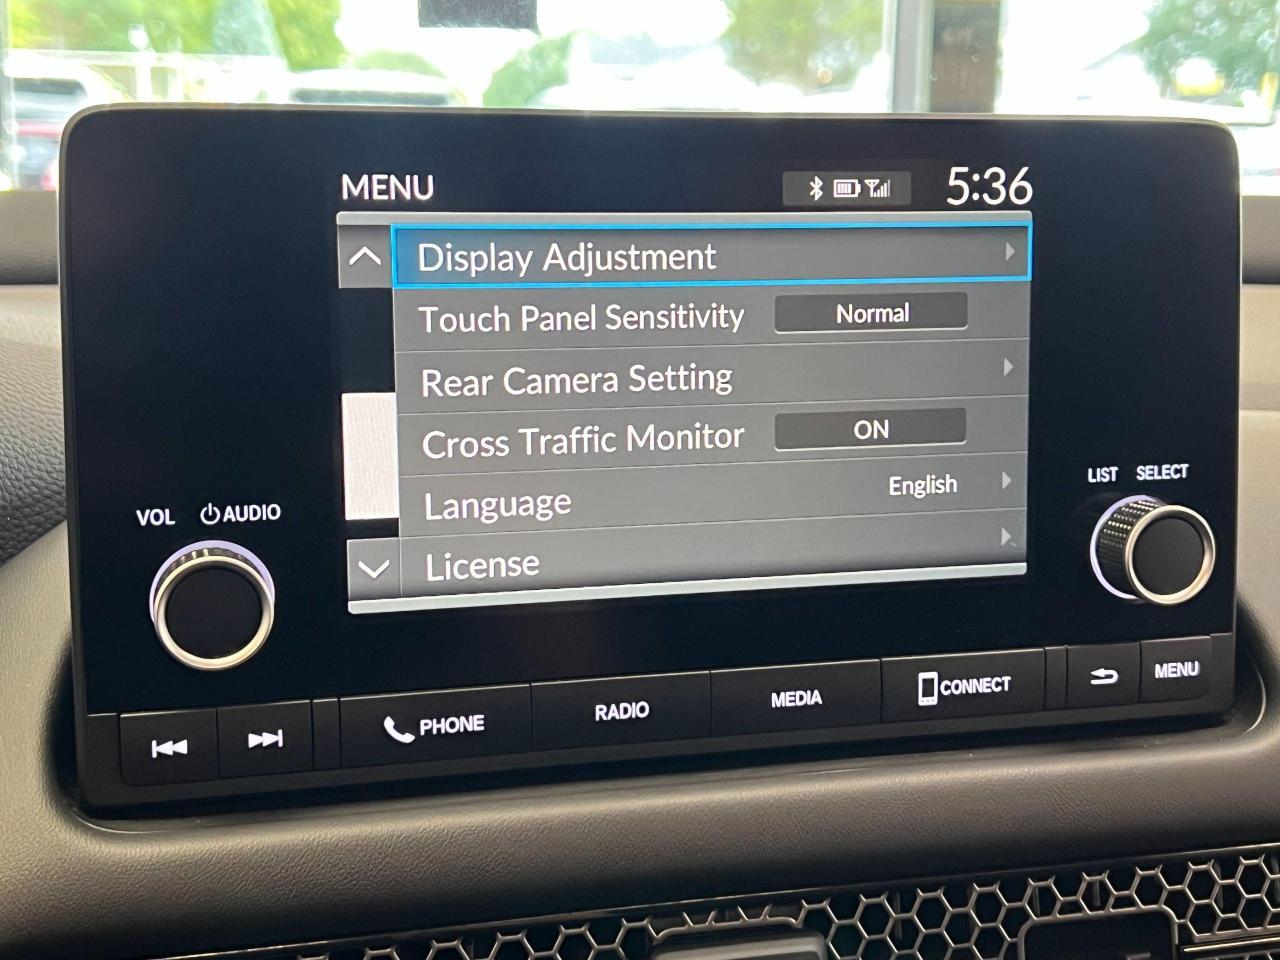 MENU
5:36
Display Adjustment
Touch Panel Sensitivity Normal
Rear Camera Setting
Cross Traffic Monitor ON
Language English
License
VOL AUDIO
LIST SELECT
PHONE
RADIO
MEDIA
CONNECT
MENU